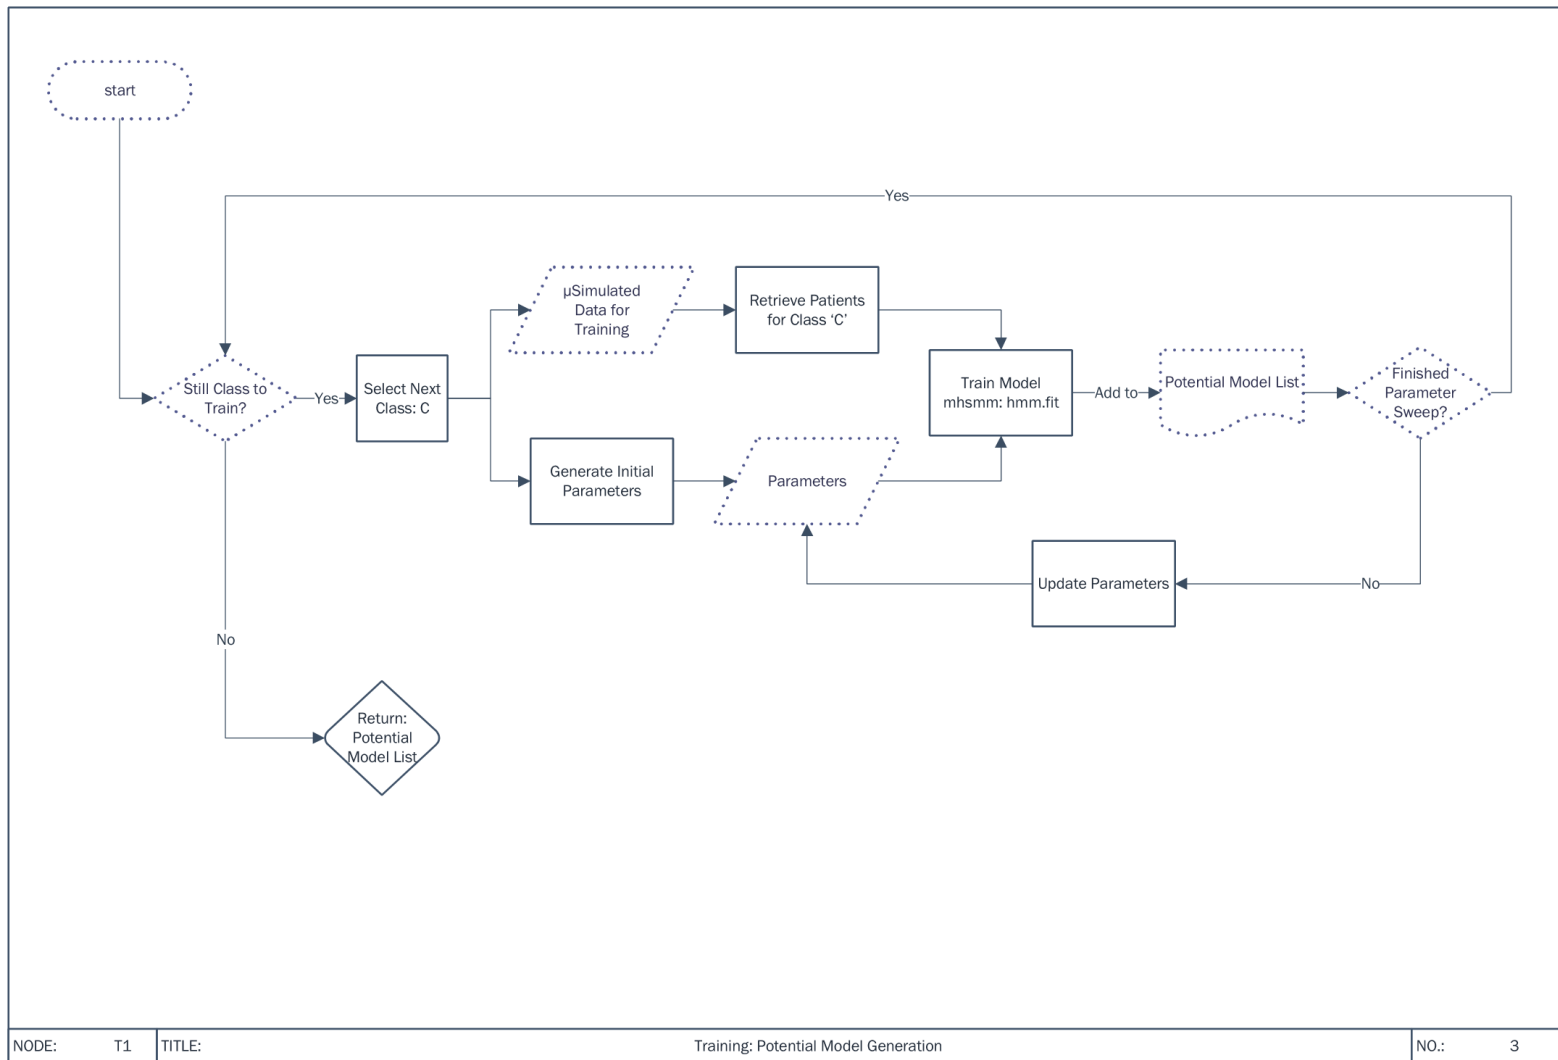 start
Yes
µSimulated
Data for
Training
Retrieve Patients
for Class ‘C’
Still Class to
Train?
Yes
Select Next
Class: C
Train Model
mhsmm: hmm.fit
Add to
Potential Model List
Finished
Parameter
Sweep?
Generate Initial
Parameters
Parameters
Update Parameters
No
No
Return:
Potential
Model List
NODE:
T1
TITLE:
Training: Potential Model Generation
NO.:
3